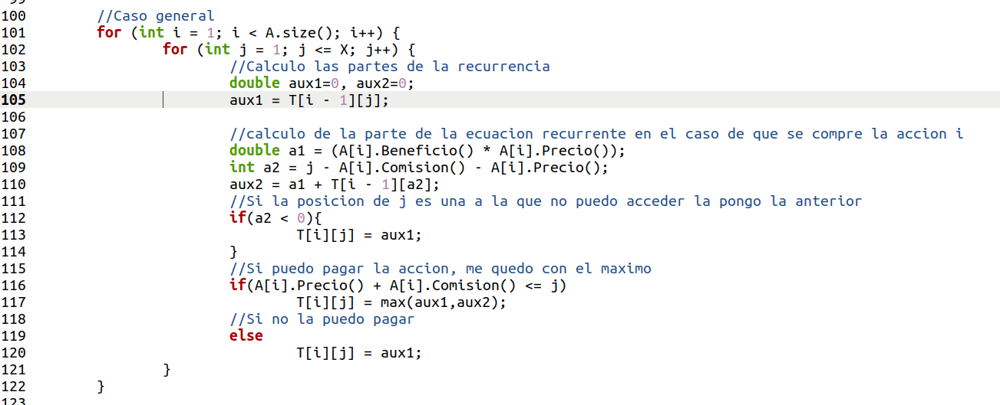 100 //Caso general
101 for (int i = 1; i < A.size(); i++) {
102 for (int j = 1; j <= X; j++) {
103 //Calculo las partes de la recurrencia
104 double aux1=0, aux2=0;
105 aux1 = T[i - 1][j];
106
107 //calculo de la parte de la ecuacion recurrente en el caso de que se compre la accion i
108 double a1 = (A[i].Beneficio() * A[i].Precio());
109 int a2 = j - A[i].Comision() - A[i].Precio();
110 aux2 = a1 + T[i - 1][a2];
111 //Si la posicion de j es una a la que no puedo acceder la pongo la anterior
112 if(a2 < 0){
113 T[i][j] = aux1;
114 }
115 //Si puedo pagar la accion, me quedo con el maximo
116 if(A[i].Precio() + A[i].Comision() <= j)
117 T[i][j] = max(aux1,aux2);
118 //Si no la puedo pagar
119 else
120 T[i][j] = aux1;
121 }
122 }
123